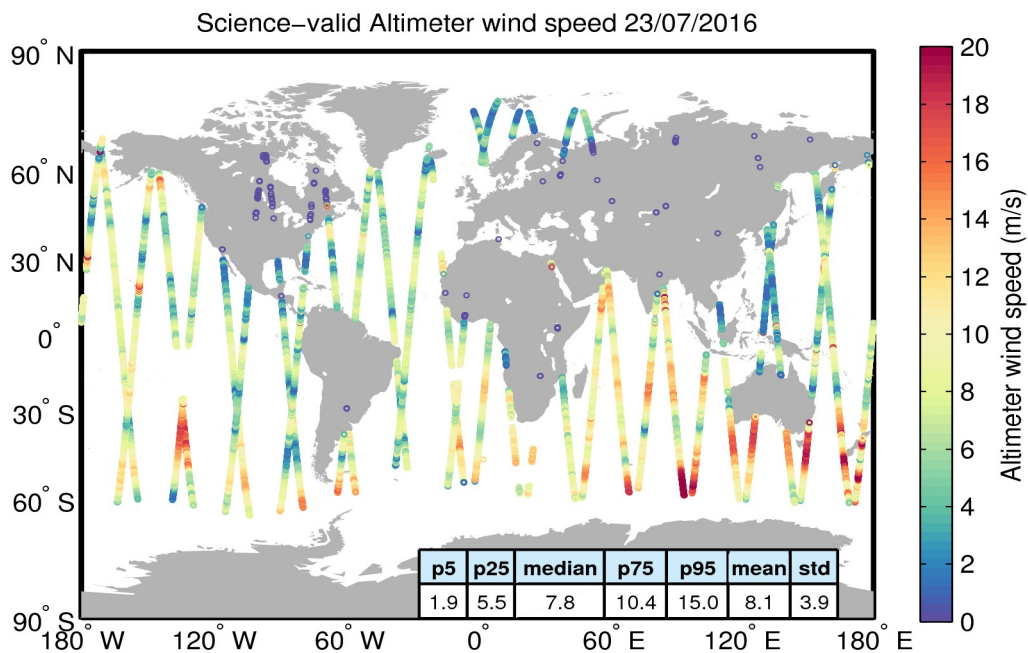 Science−valid Altimeter wind speed 23/07/2016
90° N
60° N
30° N
0°
30° S
60° S
90° S
180° W
120° W
60° W
0°
60° E
120° E
180° E
p5 p25 median p75 p95 mean std
1.9 5.5 7.8 10.4 15.0 8.1 3.9
20
18
16
14
12
10
8
6
4
2
0
Altimeter wind speed (m/s)